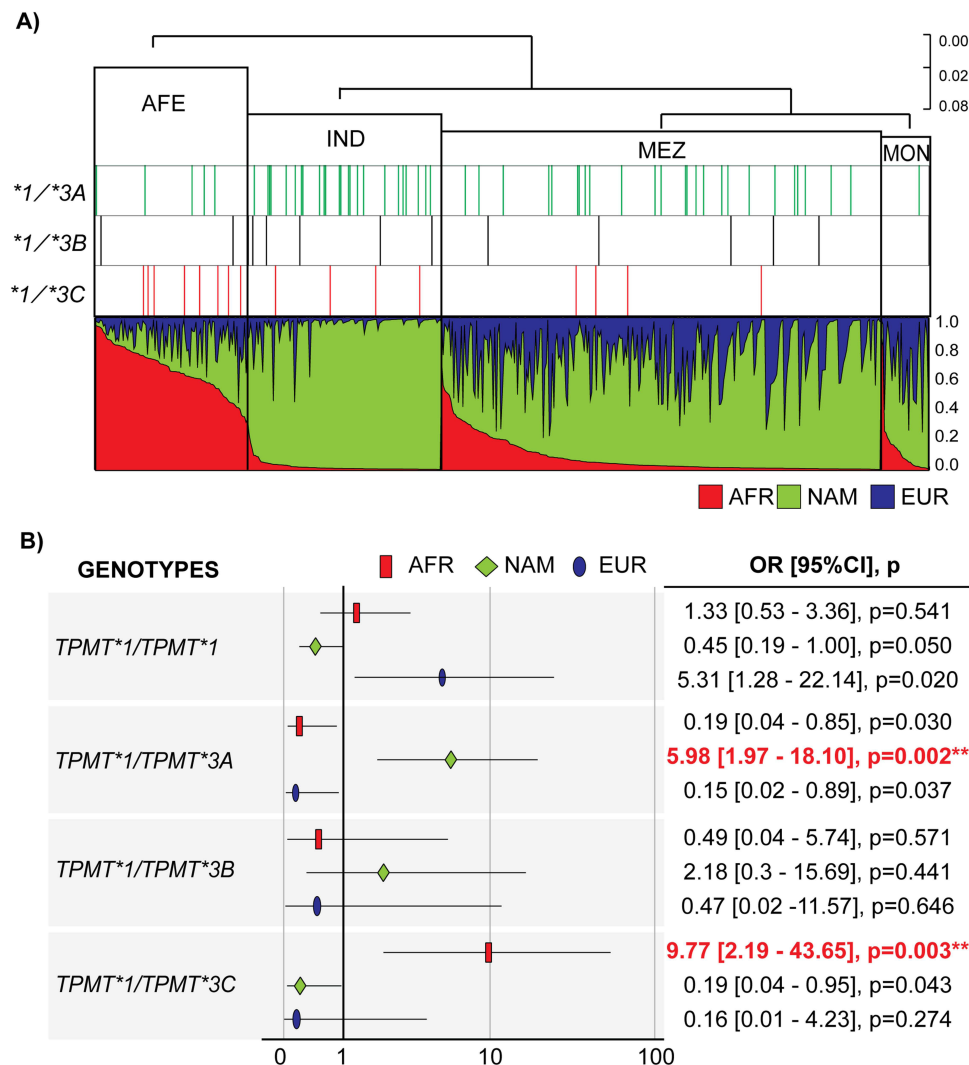 A)
0.00
0.02
0.08
AFE
IND
MEZ
MON
*1/*3A
*1/*3B
*1/*3C
1.0
0.8
0.6
0.4
0.2
0.0
AFR NAM EUR
B)
GENOTYPES
AFR NAM EUR
OR [95%CI], p
TPMT*1/TPMT*1
1.33 [0.53 - 3.36], p=0.541
0.45 [0.19 - 1.00], p=0.050
5.31 [1.28 - 22.14], p=0.020
TPMT*1/TPMT*3A
0.19 [0.04 - 0.85], p=0.030
5.98 [1.97 - 18.10], p=0.002**
0.15 [0.02 - 0.89], p=0.037
TPMT*1/TPMT*3B
0.49 [0.04 - 5.74], p=0.571
2.18 [0.3 - 15.69], p=0.441
0.47 [0.02 -11.57], p=0.646
TPMT*1/TPMT*3C
9.77 [2.19 - 43.65], p=0.003**
0.19 [0.04 - 0.95], p=0.043
0.16 [0.01 - 4.23], p=0.274
0 1 10 100